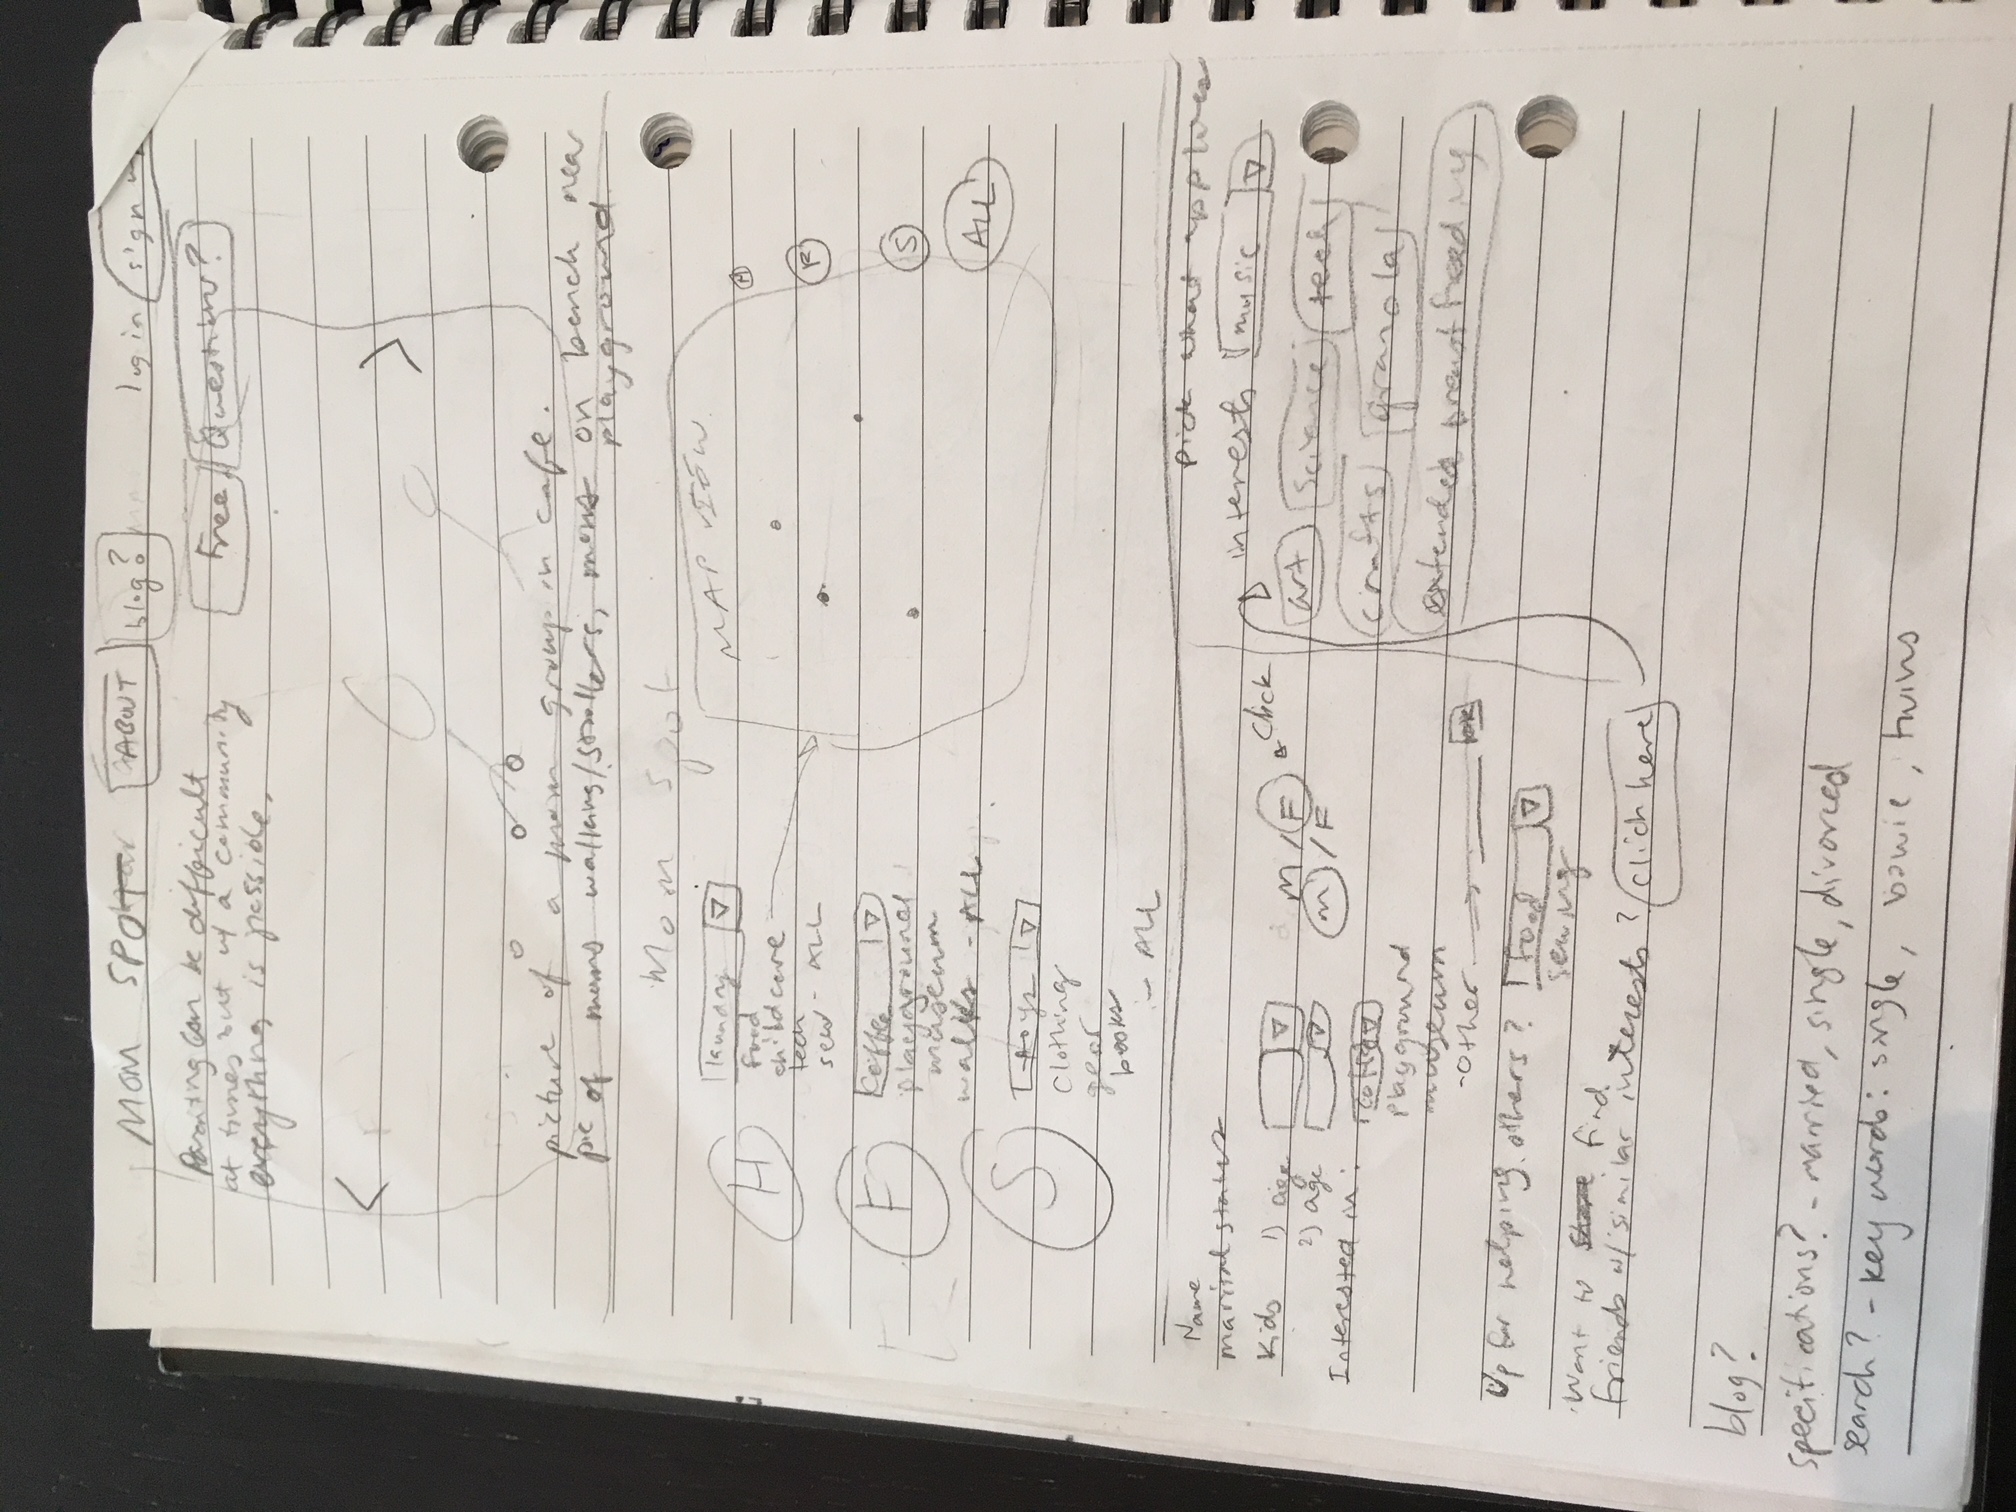 MOM SPOT ABOUT blog? log in sign up
Parenting can be difficult
at times but w/ a community
everything is possible.
Free Questions?
< >
picture of a mom group in cafe.
pic of moms walking/strollers, moms on bench near
playground
Mom Spot
H
laundry
food
childcare
tech
sew - ALL
MAP VIEW
H
F
S
ALL
F
Coffee
playground
museum
walks - ALL
S
toys
clothing
gear
books
- ALL
Name
marital status
Kids 1) age M / F Click
2) age M / F
Interested in:
coffee
playground
museum
- other
Up for helping others? food
sewing
Want to find
friends w/ similar interests? click here
Pick what applies
interests music
art science tech
crafts granola
extended breast feeding
blog?
specifications? - married, single, divorced
search? - key words: single, bowie, twins